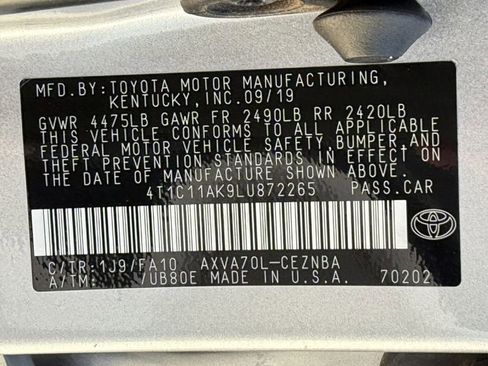 MFD.BY:TOYOTA MOTOR MANUFACTURING,
KENTUCKY,INC.09/19
GVWR 4475LB GAWR FR 2490LB RR 2420LB
THIS VEHICLE CONFORMS TO ALL APPLICABLE
FEDERAL MOTOR VEHICLE SAFETY,BUMPER,AND
THEFT PREVENTION STANDARDS IN EFFECT ON
THE DATE OF MANUFACTURE SHOWN ABOVE.
4T1C11AK9LU872265 PASS.CAR
C/TR:1J9/FA10 AXVA70L-CEZNBA
A/TM: /UB80E MADE IN U.S.A. 70202